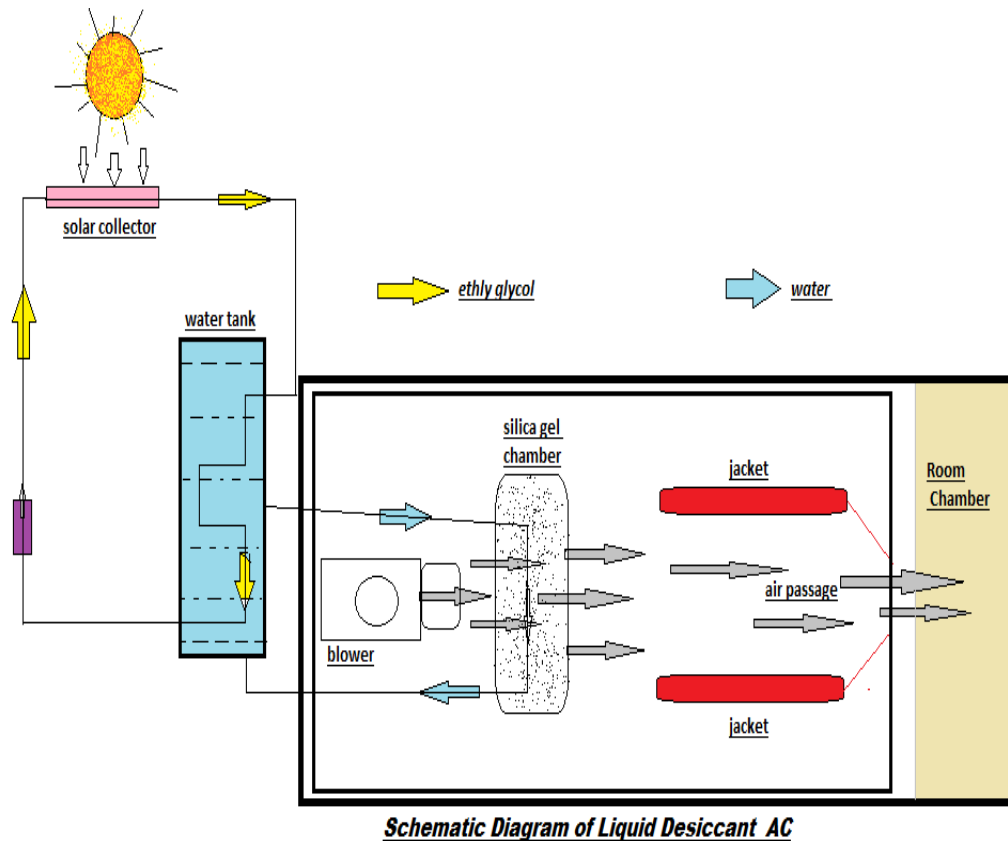 solar collector
ethly glycol
water
water tank
silica gel
chamber
jacket
Room
Chamber
air passage
blower
jacket
Schematic Diagram of Liquid Desiccant AC